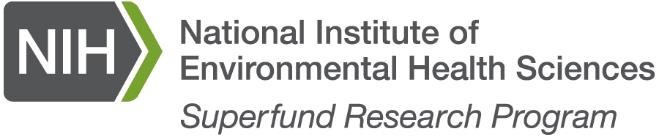 NIH
National Institute of
Environmental Health Sciences
Superfund Research Program